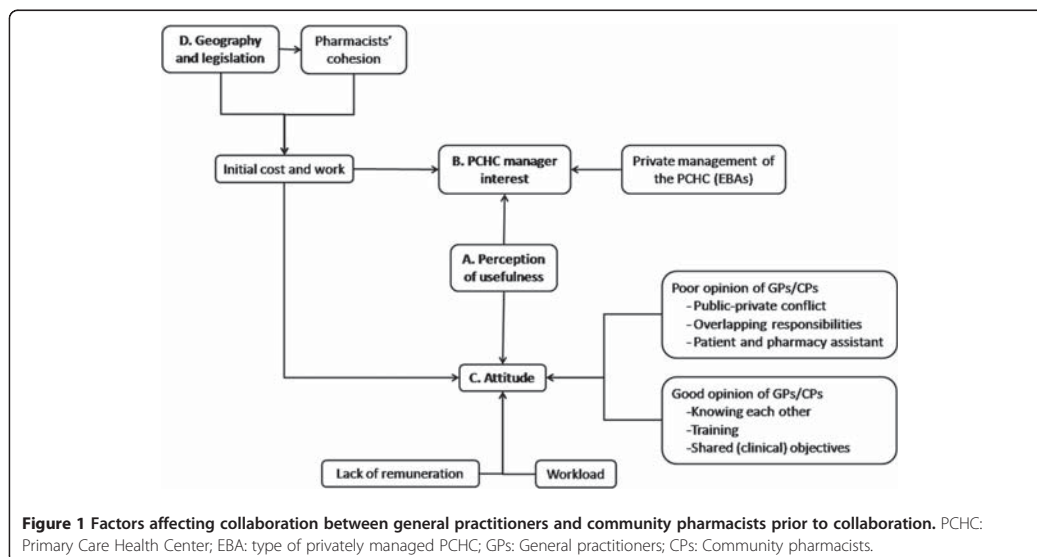 D. Geography
and legislation
Pharmacists'
cohesion
Initial cost and work
B. PCHC manager
interest
Private management of
the PCHC (EBAs)
A. Perception
of usefulness
Poor opinion of GPs/CPs
-Public-private conflict
-Overlapping responsibilities
-Patient and pharmacy assistant
C. Attitude
Good opinion of GPs/CPs
-Knowing each other
-Training
-Shared (clinical) objectives
Lack of remuneration
Workload
Figure 1 Factors affecting collaboration between general practitioners and community pharmacists prior to collaboration. PCHC:
Primary Care Health Center; EBA: type of privately managed PCHC; GPs: General practitioners; CPs: Community pharmacists.